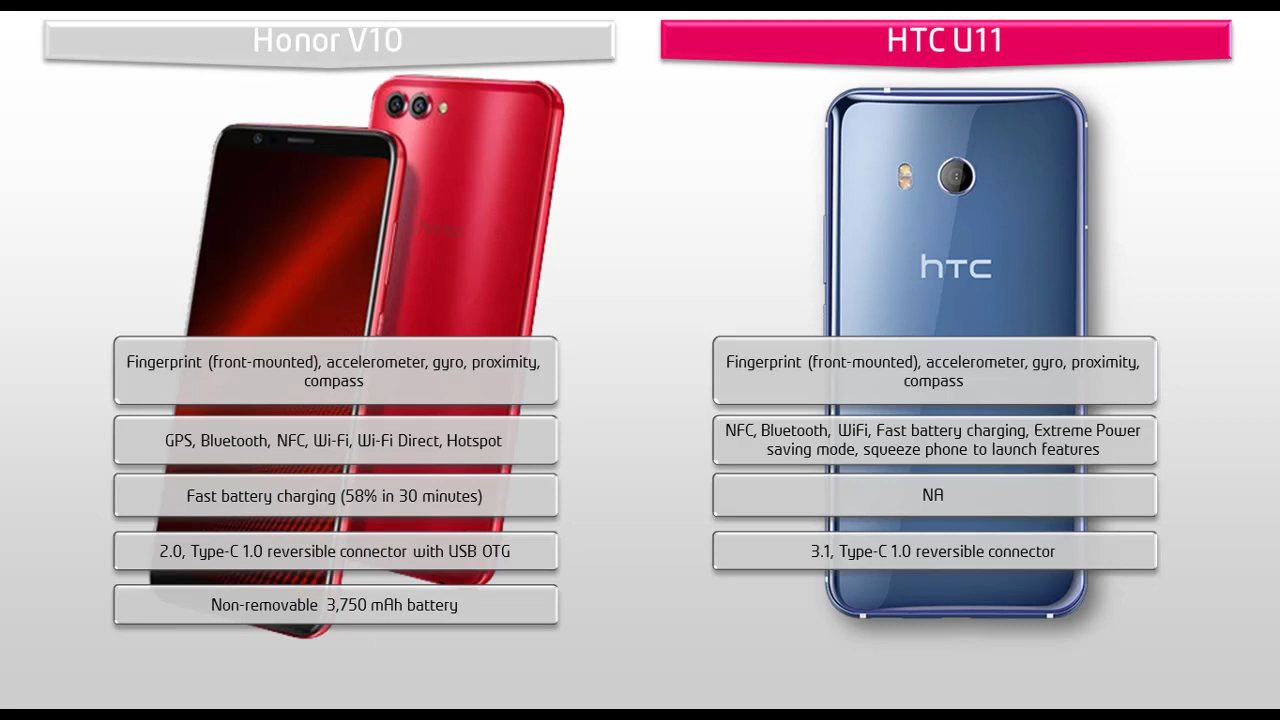 Honor V10
HTC U11
hTC
Fingerprint (front-mounted), accelerometer, gyro, proximity,
compass
GPS, Bluetooth, NFC, Wi-Fi, Wi-Fi Direct, Hotspot
Fast battery charging (58% in 30 minutes)
2.0, Type-C 1.0 reversible connector with USB OTG
Non-removable 3,750 mAh battery
Fingerprint (front-mounted), accelerometer, gyro, proximity,
compass
NFC, Bluetooth, WiFi, Fast battery charging, Extreme Power
saving mode, squeeze phone to launch features
NA
3.1, Type-C 1.0 reversible connector